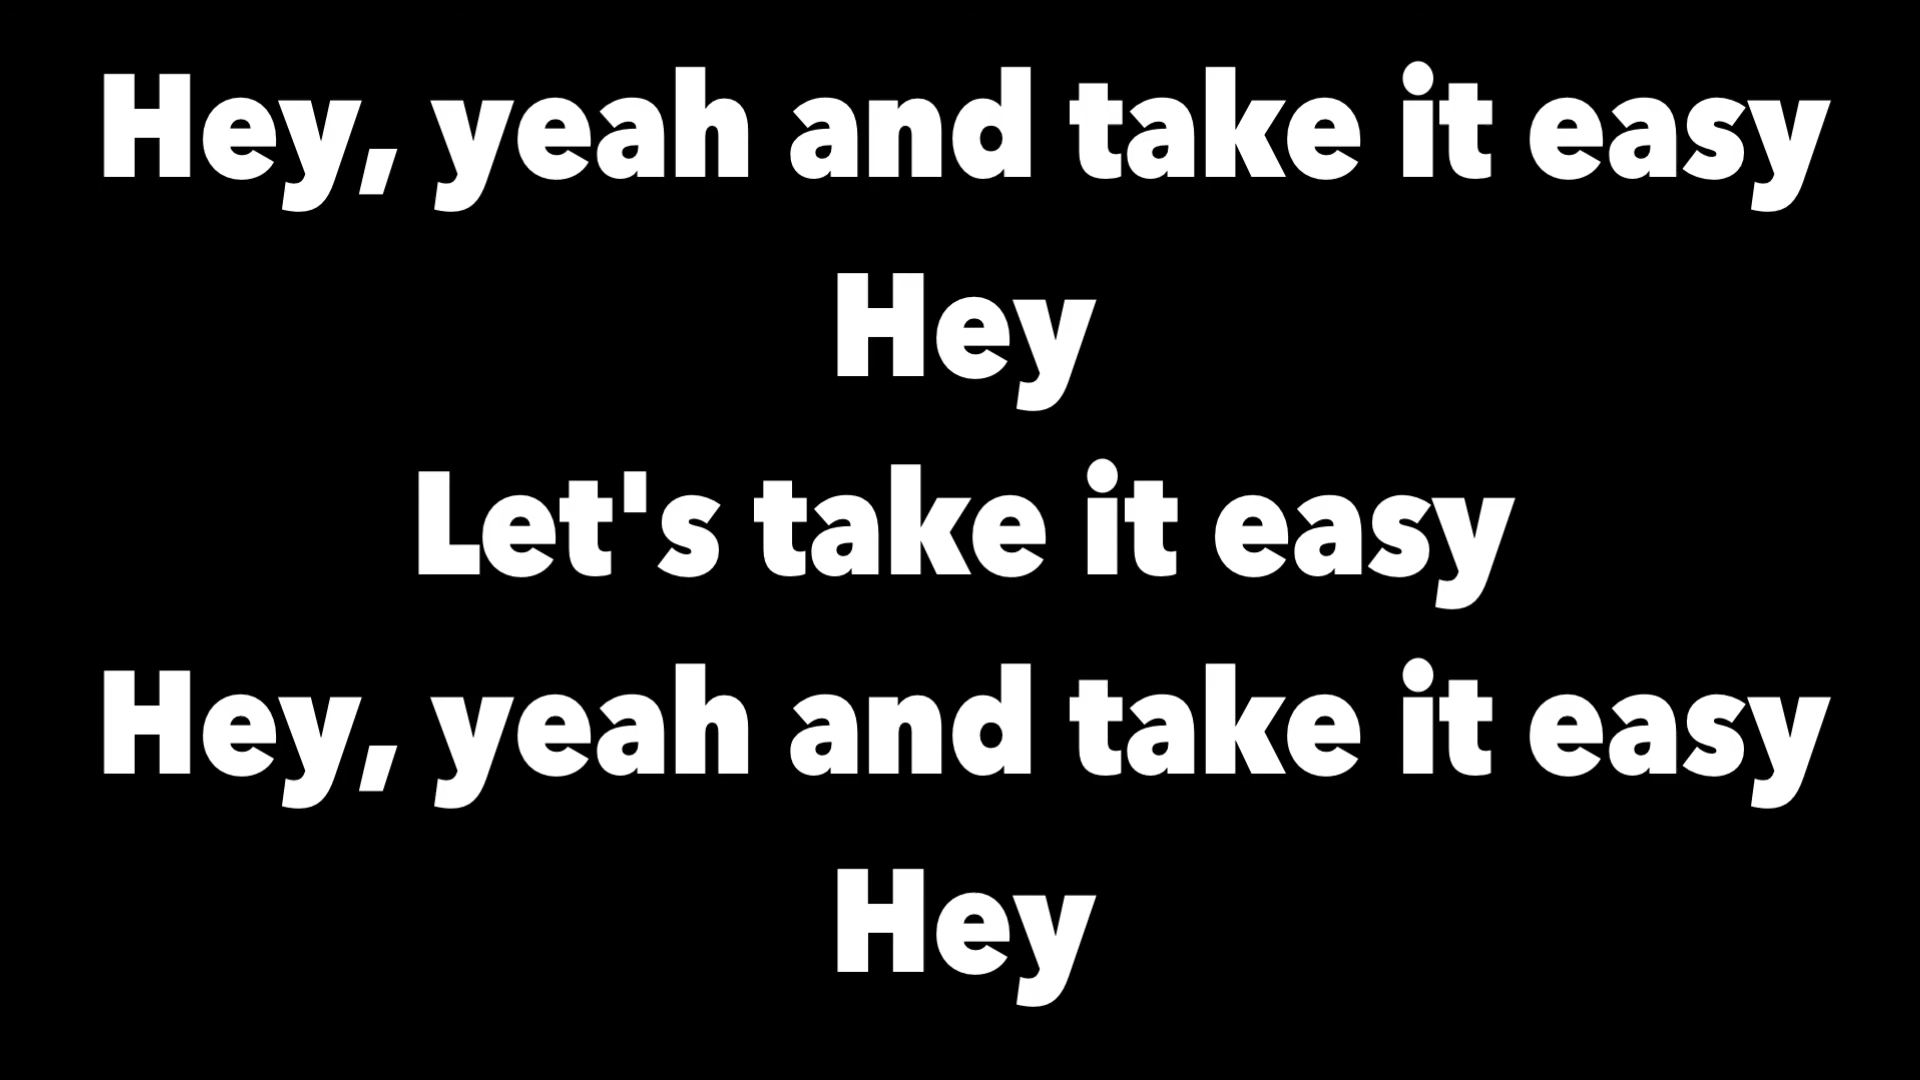 Hey, yeah and take it easy
Hey
Let's take it easy
Hey, yeah and take it easy
Hey